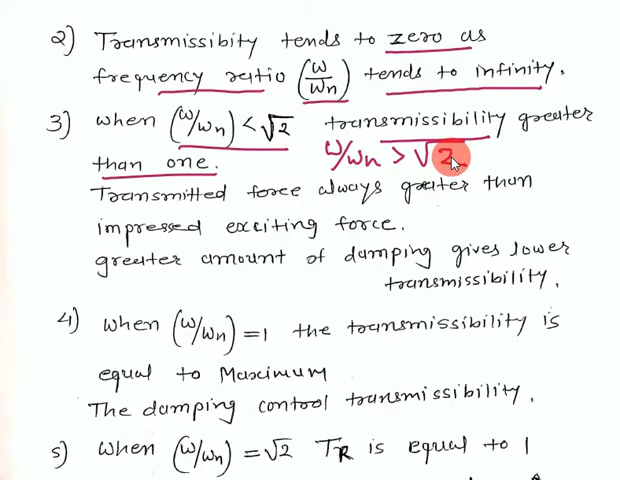 2) Transmissibity tends to zero as
frequency ratio (ω/ωn) tends to infinity.
3) when (ω/ωn) < √2 transmissibility greater
than one. ω/ωn > √2
Transmitted force always greater than
impressed exciting force.
greater amount of damping gives lower
transmissibility.
4) when (ω/ωn) = 1 the transmissibility is
equal to Maximum
The damping contool transmissibility.
5) when (ω/ωn) = √2 TR is equal to 1